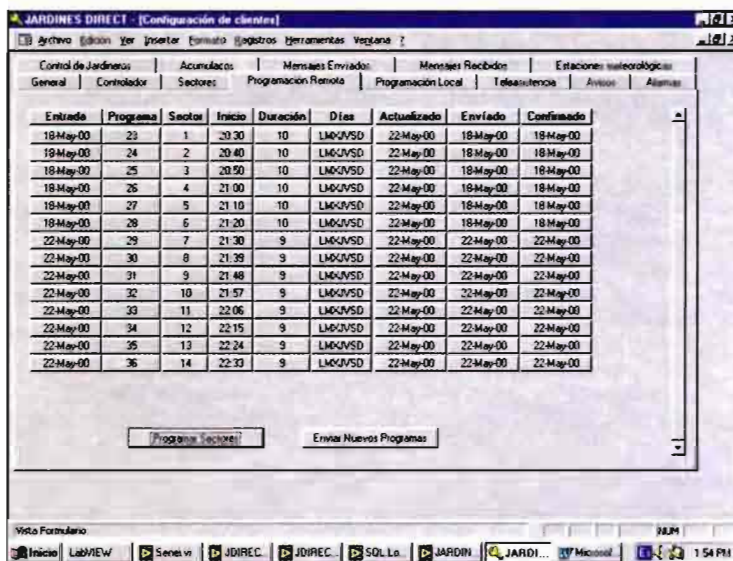 JARDINES DIRECT - [Configuración de clientes]
Archivo Edición Ver Insertar Formato Registros Herramientas Ventana ?
Control de Jardineros Acumulados Mensajes Enviados Mensajes Recibidos Estaciones meteorológicas
General Controlador Sectores Programación Remota Programación Local Teleasistencia Avisos Alarmas
Entrada Programa Sector Inicio Duración Días Actualizado Envíado Confirmado
18-May-00 23 1 20:30 10 LMXJVSD 22-May-00 18-May-00 18-May-00
18-May-00 24 2 20:40 10 LMXJVSD 22-May-00 18-May-00 18-May-00
18-May-00 25 3 20:50 10 LMXJVSD 22-May-00 18-May-00 18-May-00
18-May-00 26 4 21:00 10 LMXJVSD 22-May-00 18-May-00 18-May-00
18-May-00 27 5 21:10 10 LMXJVSD 22-May-00 18-May-00 18-May-00
18-May-00 28 6 21:20 10 LMXJVSD 22-May-00 18-May-00 18-May-00
22-May-00 29 7 21:30 9 LMXJVSD 22-May-00 22-May-00 22-May-00
22-May-00 30 8 21:39 9 LMXJVSD 22-May-00 22-May-00 22-May-00
22-May-00 31 9 21:48 9 LMXJVSD 22-May-00 22-May-00 22-May-00
22-May-00 32 10 21:57 9 LMXJVSD 22-May-00 22-May-00 22-May-00
22-May-00 33 11 22:06 9 LMXJVSD 22-May-00 22-May-00 22-May-00
22-May-00 34 12 22:15 9 LMXJVSD 22-May-00 22-May-00 22-May-00
22-May-00 35 13 22:24 9 LMXJVSD 22-May-00 22-May-00 22-May-00
22-May-00 36 14 22:33 9 LMXJVSD 22-May-00 22-May-00 22-May-00
Programar Sectores Enviar Nuevos Programas
Vista Formulario NUM
Inicio LabVIEW JDIREC... JDIREC... SQL Lo... JARDIN JARDI... Microsof... 1:54 PM